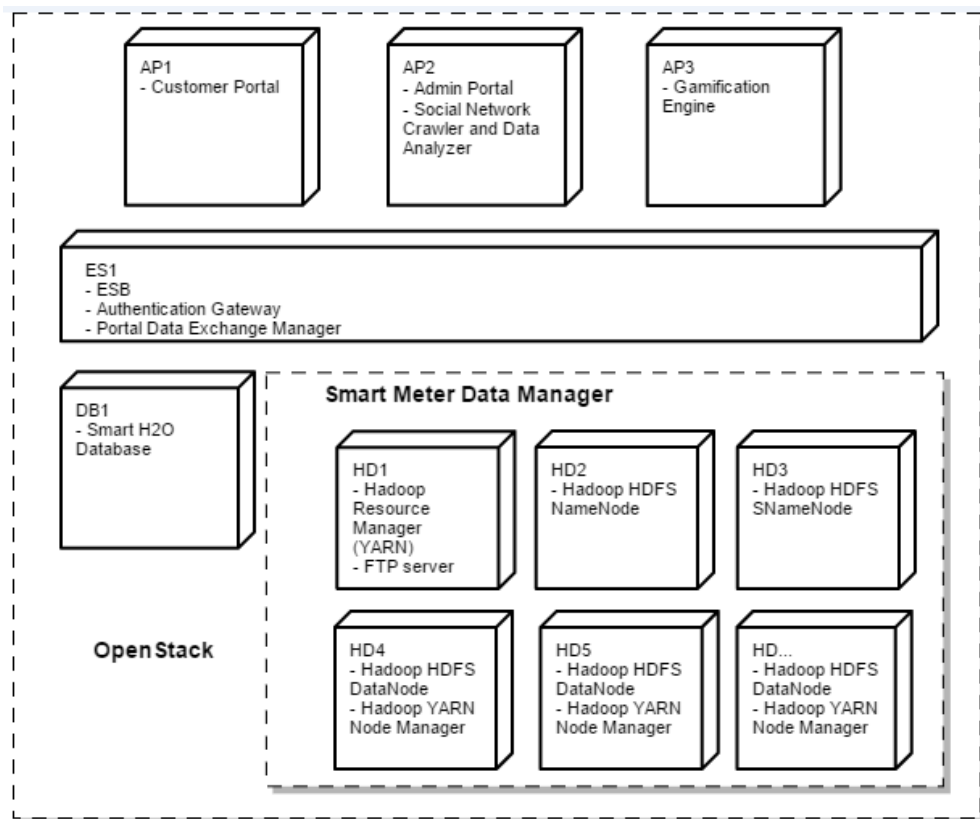 AP1
- Customer Portal
AP2
- Admin Portal
- Social Network
Crawler and Data
Analyzer
AP3
- Gamification
Engine
ES1
- ESB
- Authentication Gateway
- Portal Data Exchange Manager
DB1
- Smart H2O
Database
Smart Meter Data Manager
HD1
- Hadoop
Resource
Manager
(YARN)
- FTP server
HD2
- Hadoop HDFS
NameNode
HD3
- Hadoop HDFS
SNameNode
OpenStack
HD4
- Hadoop HDFS
DataNode
- Hadoop YARN
Node Manager
HD5
- Hadoop HDFS
DataNode
- Hadoop YARN
Node Manager
HD...
- Hadoop HDFS
DataNode
- Hadoop YARN
Node Manager